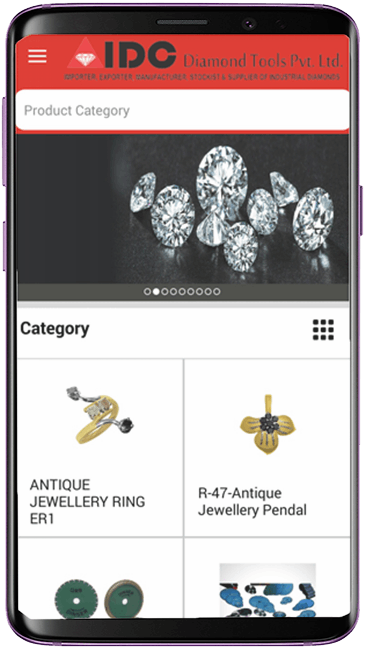 IDC Diamond Tools Pvt. Ltd.
IMPORTER EXPORTER MANUFACTURER STOCKIST & SUPPLIER OF INDUSTRIAL DIAMONDS
Product Category
Category
ANTIQUE
JEWELLERY RING
ER1
R-47-Antique
Jewellery Pendal